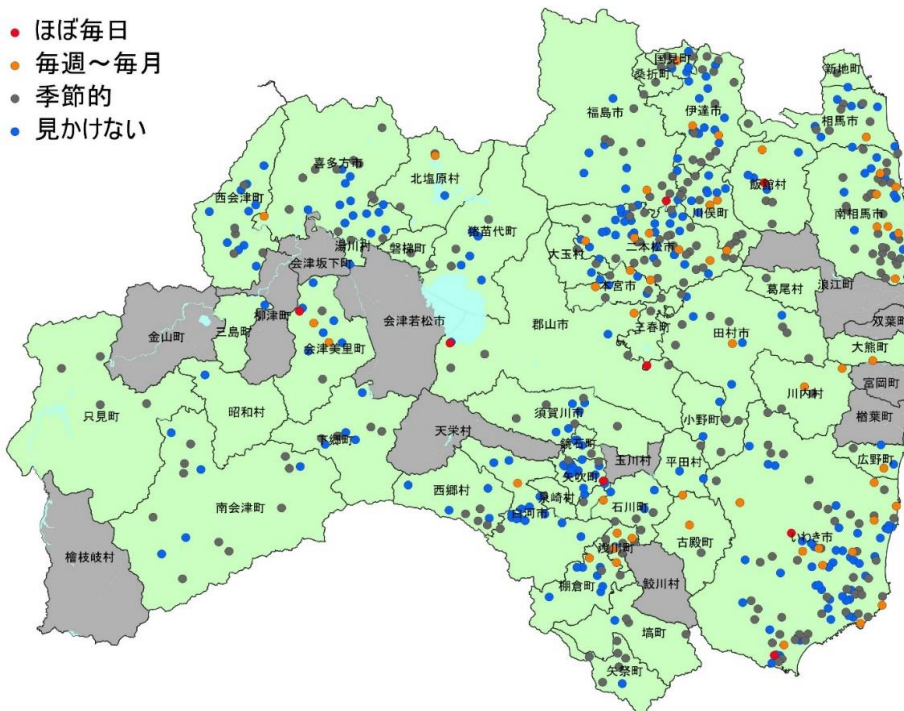 ほぼ毎日
毎週～毎月
季節的
見かけない
国見町
桑折町
新地町
福島市
伊達市
相馬市
喜多方市
北塩原村
飯舘村
西会津町
川俣町
南相馬市
猪苗代町
湯川村
磐梯町
大玉村
二本松市
会津坂下町
本宮市
葛尾村
浪江町
柳津町
会津若松市
郡山市
三春町
双葉町
金山町
三島町
会津美里町
田村市
大熊町
川内村
富岡町
只見町
昭和村
須賀川市
小野町
楢葉町
下郷町
天栄村
鏡石町
玉川村
平田村
広野町
矢吹町
西郷村
泉崎村
石川町
南会津町
白河市
古殿町
いわき市
浅川町
檜枝岐村
棚倉町
鮫川村
塙町
矢祭町